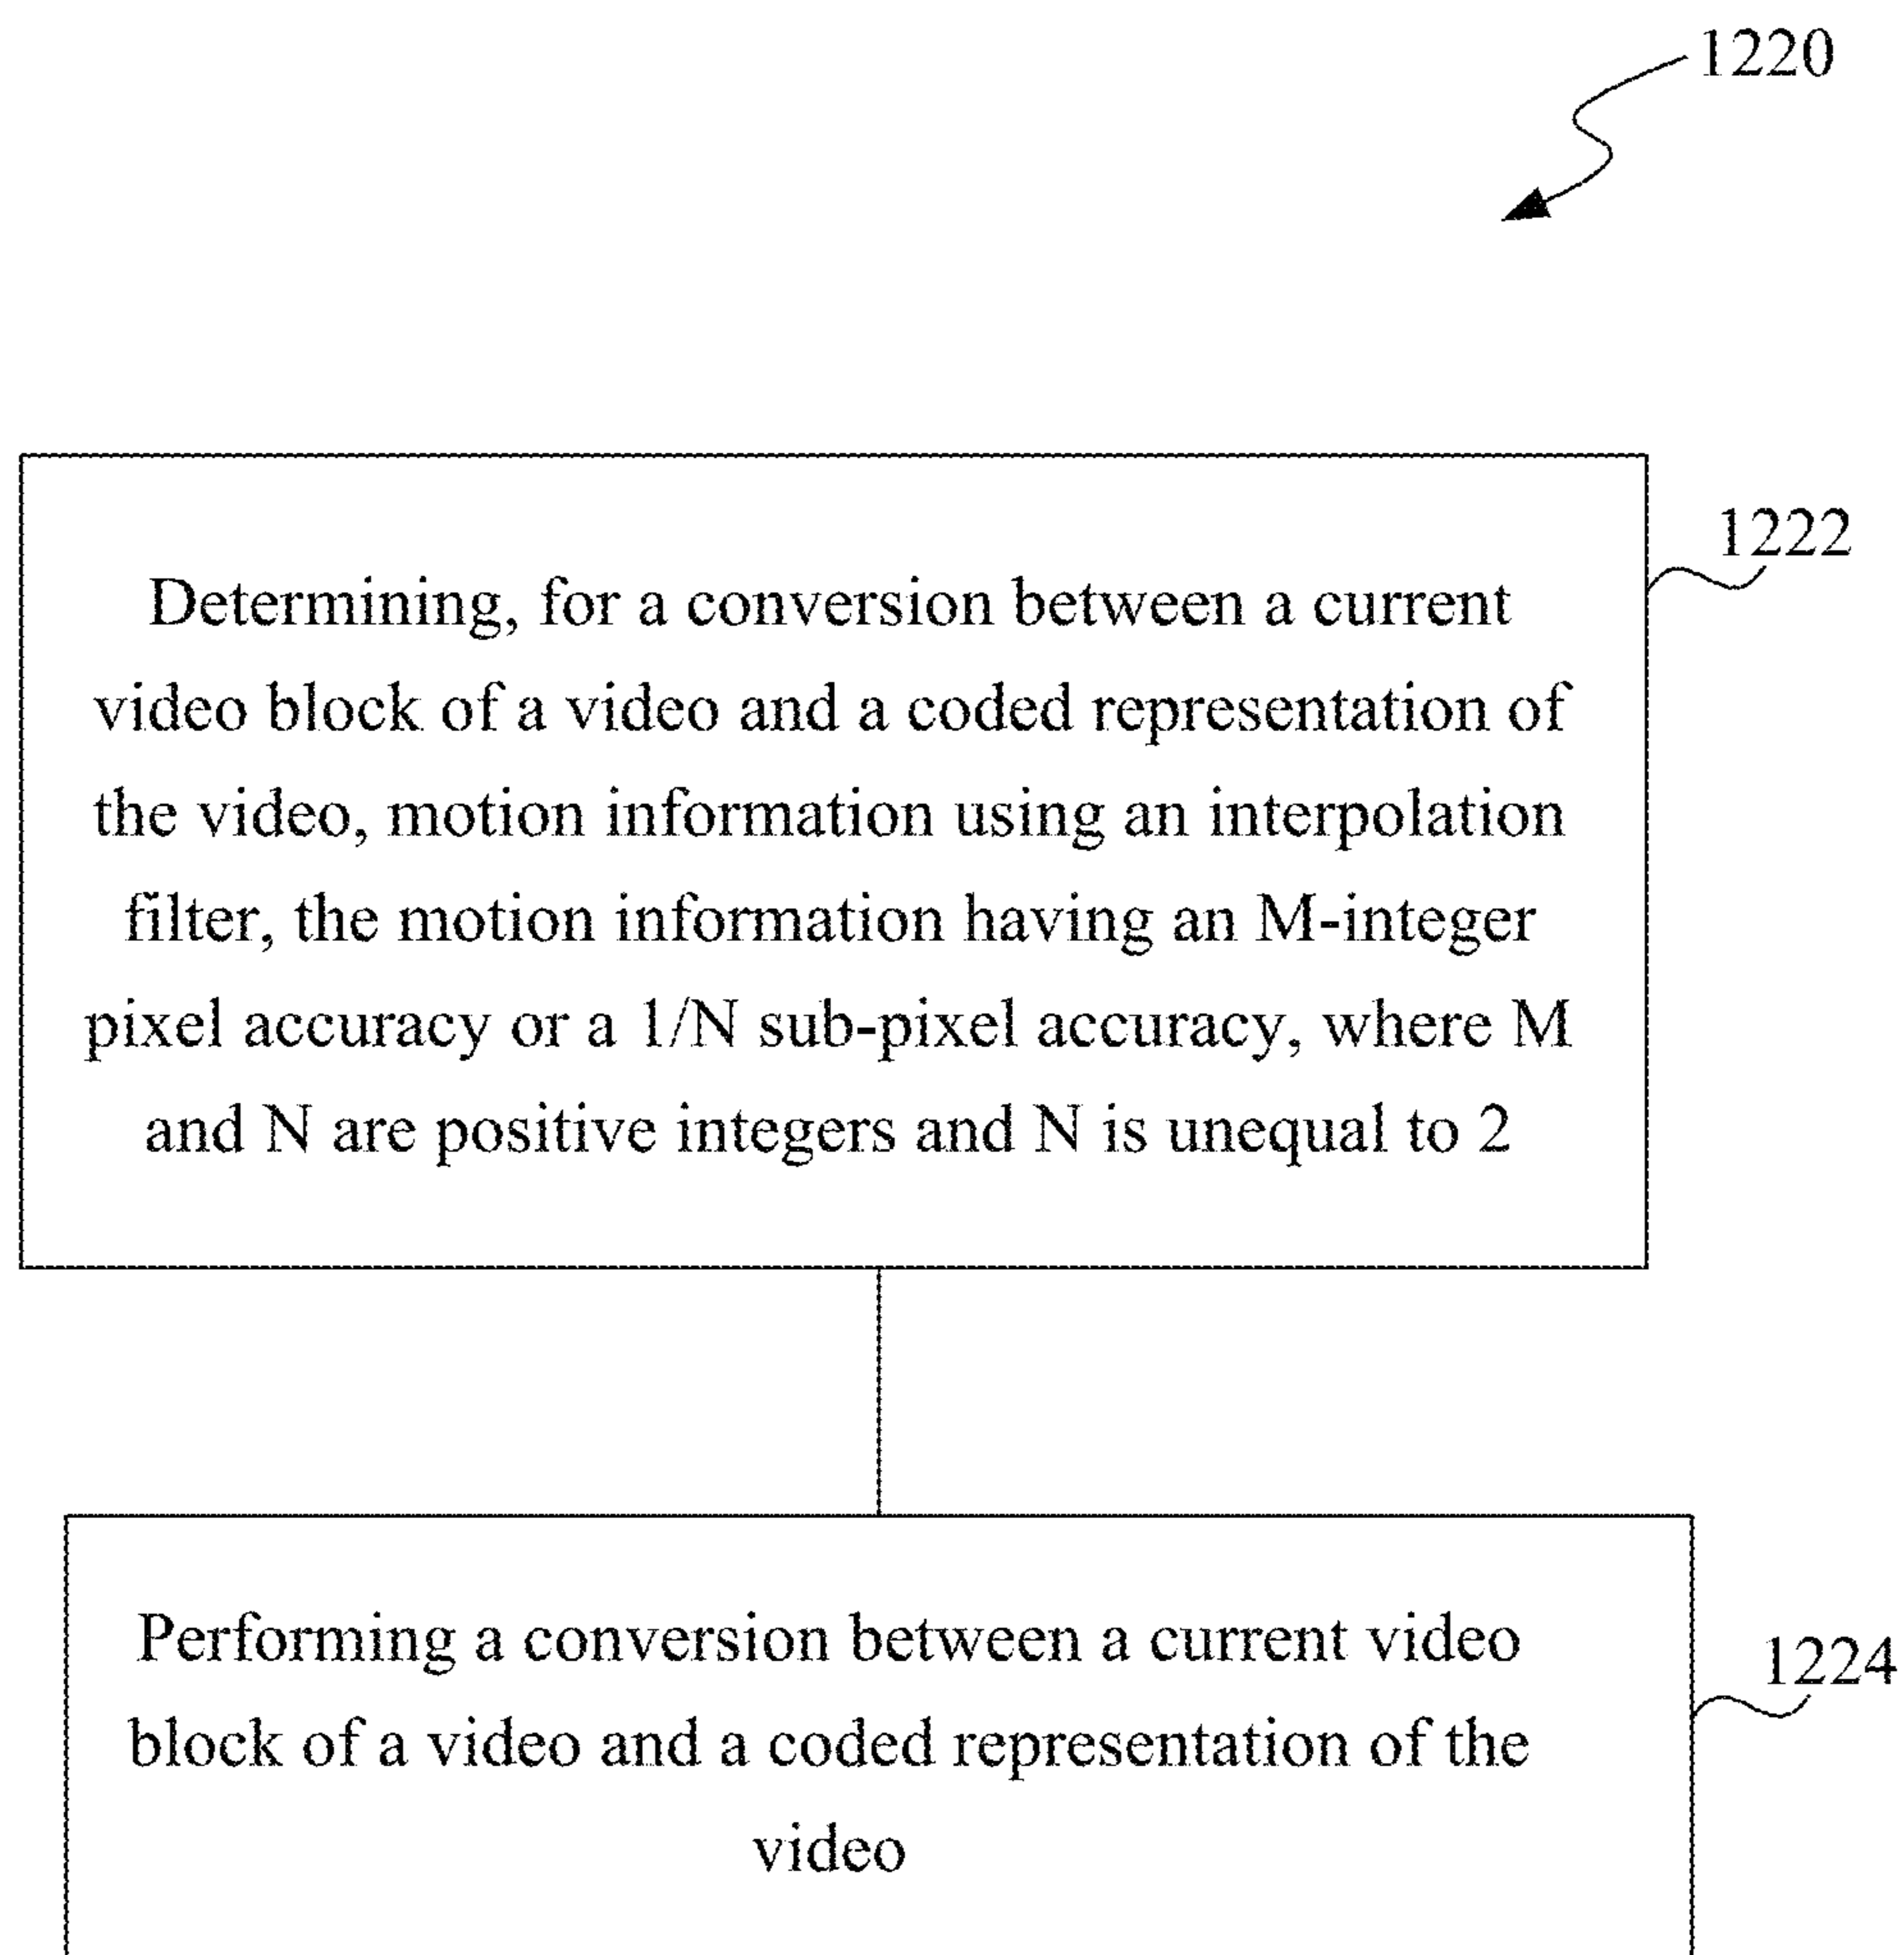 1220
1222
Determining, for a conversion between a current
video block of a video and a coded representation of
the video, motion information using an interpolation
filter, the motion information having an M-integer
pixel accuracy or a 1/N sub-pixel accuracy, where M
and N are positive integers and N is unequal to 2
Performing a conversion between a current video
1224
block of a video and a coded representation of the
video